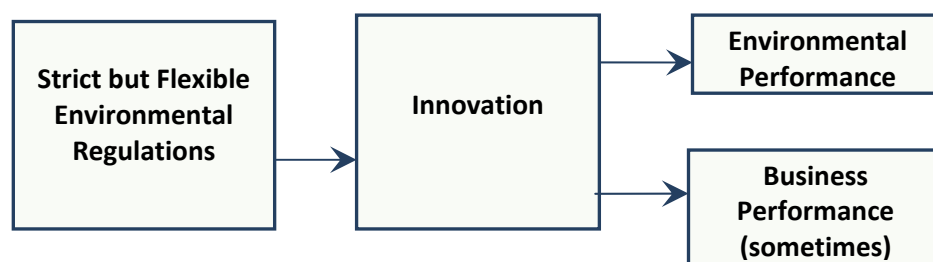 Strict but Flexible
Environmental
Regulations
Innovation
Environmental
Performance
Business
Performance
(sometimes)